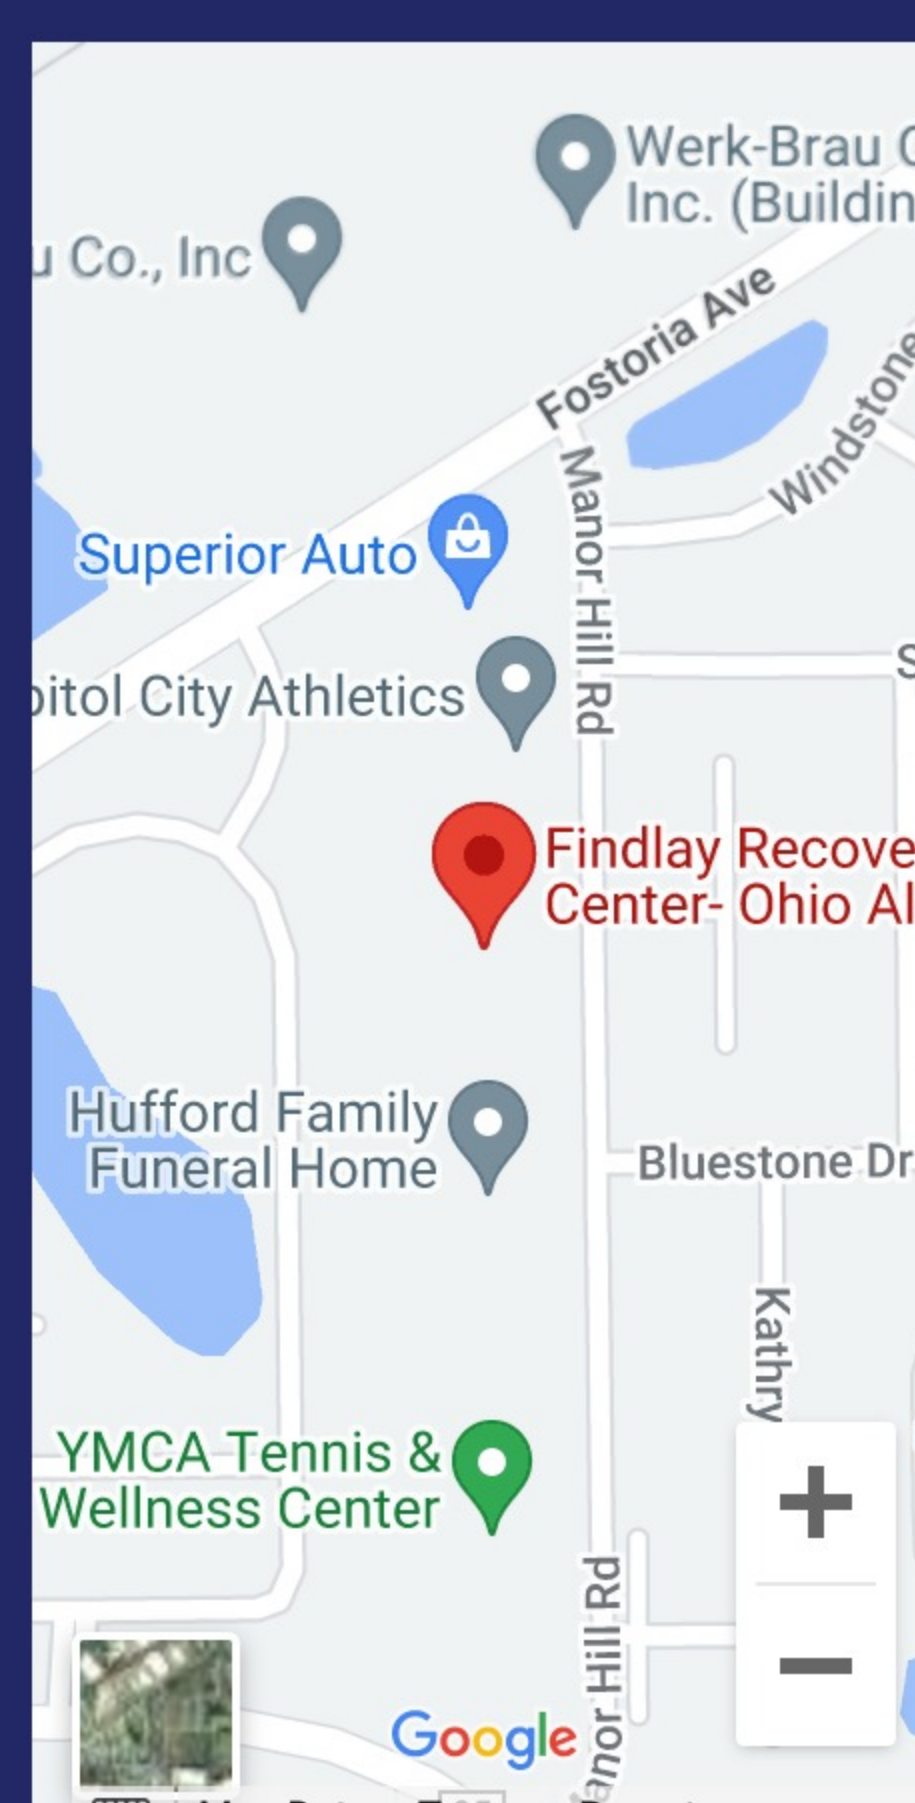 Werk-Brau C
Inc. (Buildin
u Co., Inc
Fostoria Ave
Windstone
Manor Hill Rd
Superior Auto
S
pitol City Athletics
Findlay Recove
Center- Ohio Al
Hufford Family
Funeral Home
Bluestone Dr
Kathry
YMCA Tennis &
Wellness Center
anor Hill Rd
Google